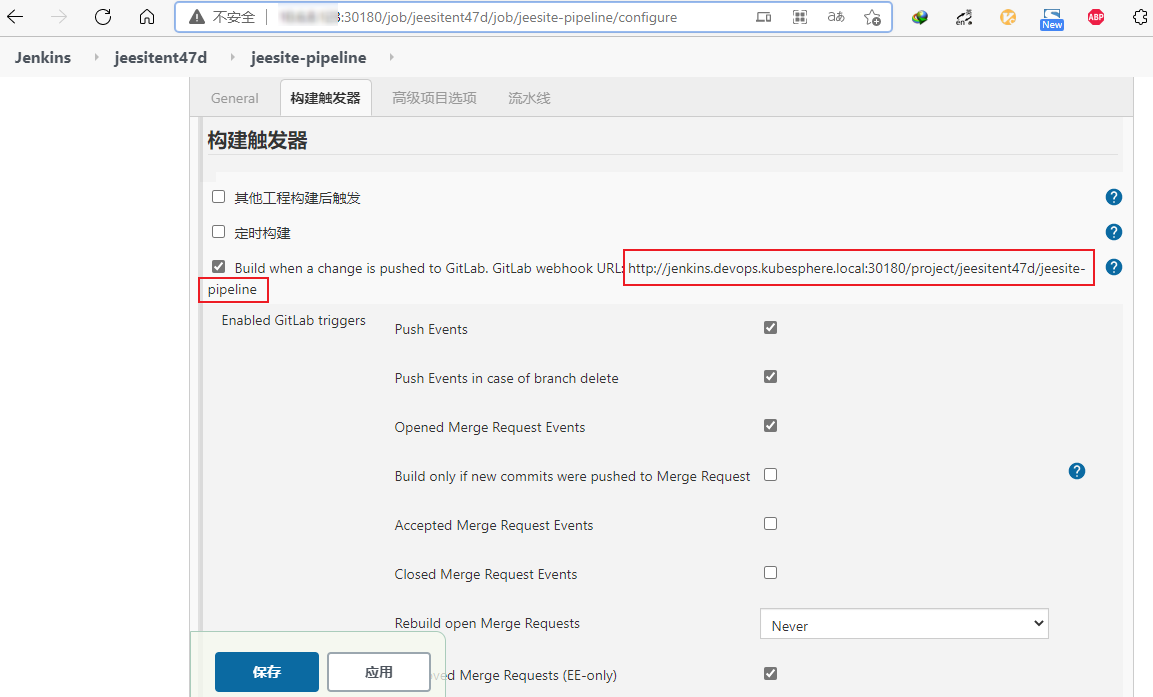 不安全 :30180/job/jeesitent47d/job/jeesite-pipeline/configure
aあ
en
New
ABP
Jenkins jeesitent47d jeesite-pipeline
General 构建触发器 高级项目选项 流水线
构建触发器
其他工程构建后触发
定时构建
Build when a change is pushed to GitLab. GitLab webhook URL: http://jenkins.devops.kubesphere.local:30180/project/jeesitent47d/jeesite-
pipeline
Enabled GitLab triggers
Push Events
Push Events in case of branch delete
Opened Merge Request Events
Build only if new commits were pushed to Merge Request
Accepted Merge Request Events
Closed Merge Request Events
Rebuild open Merge Requests Never
ved Merge Requests (EE-only)
保存 应用